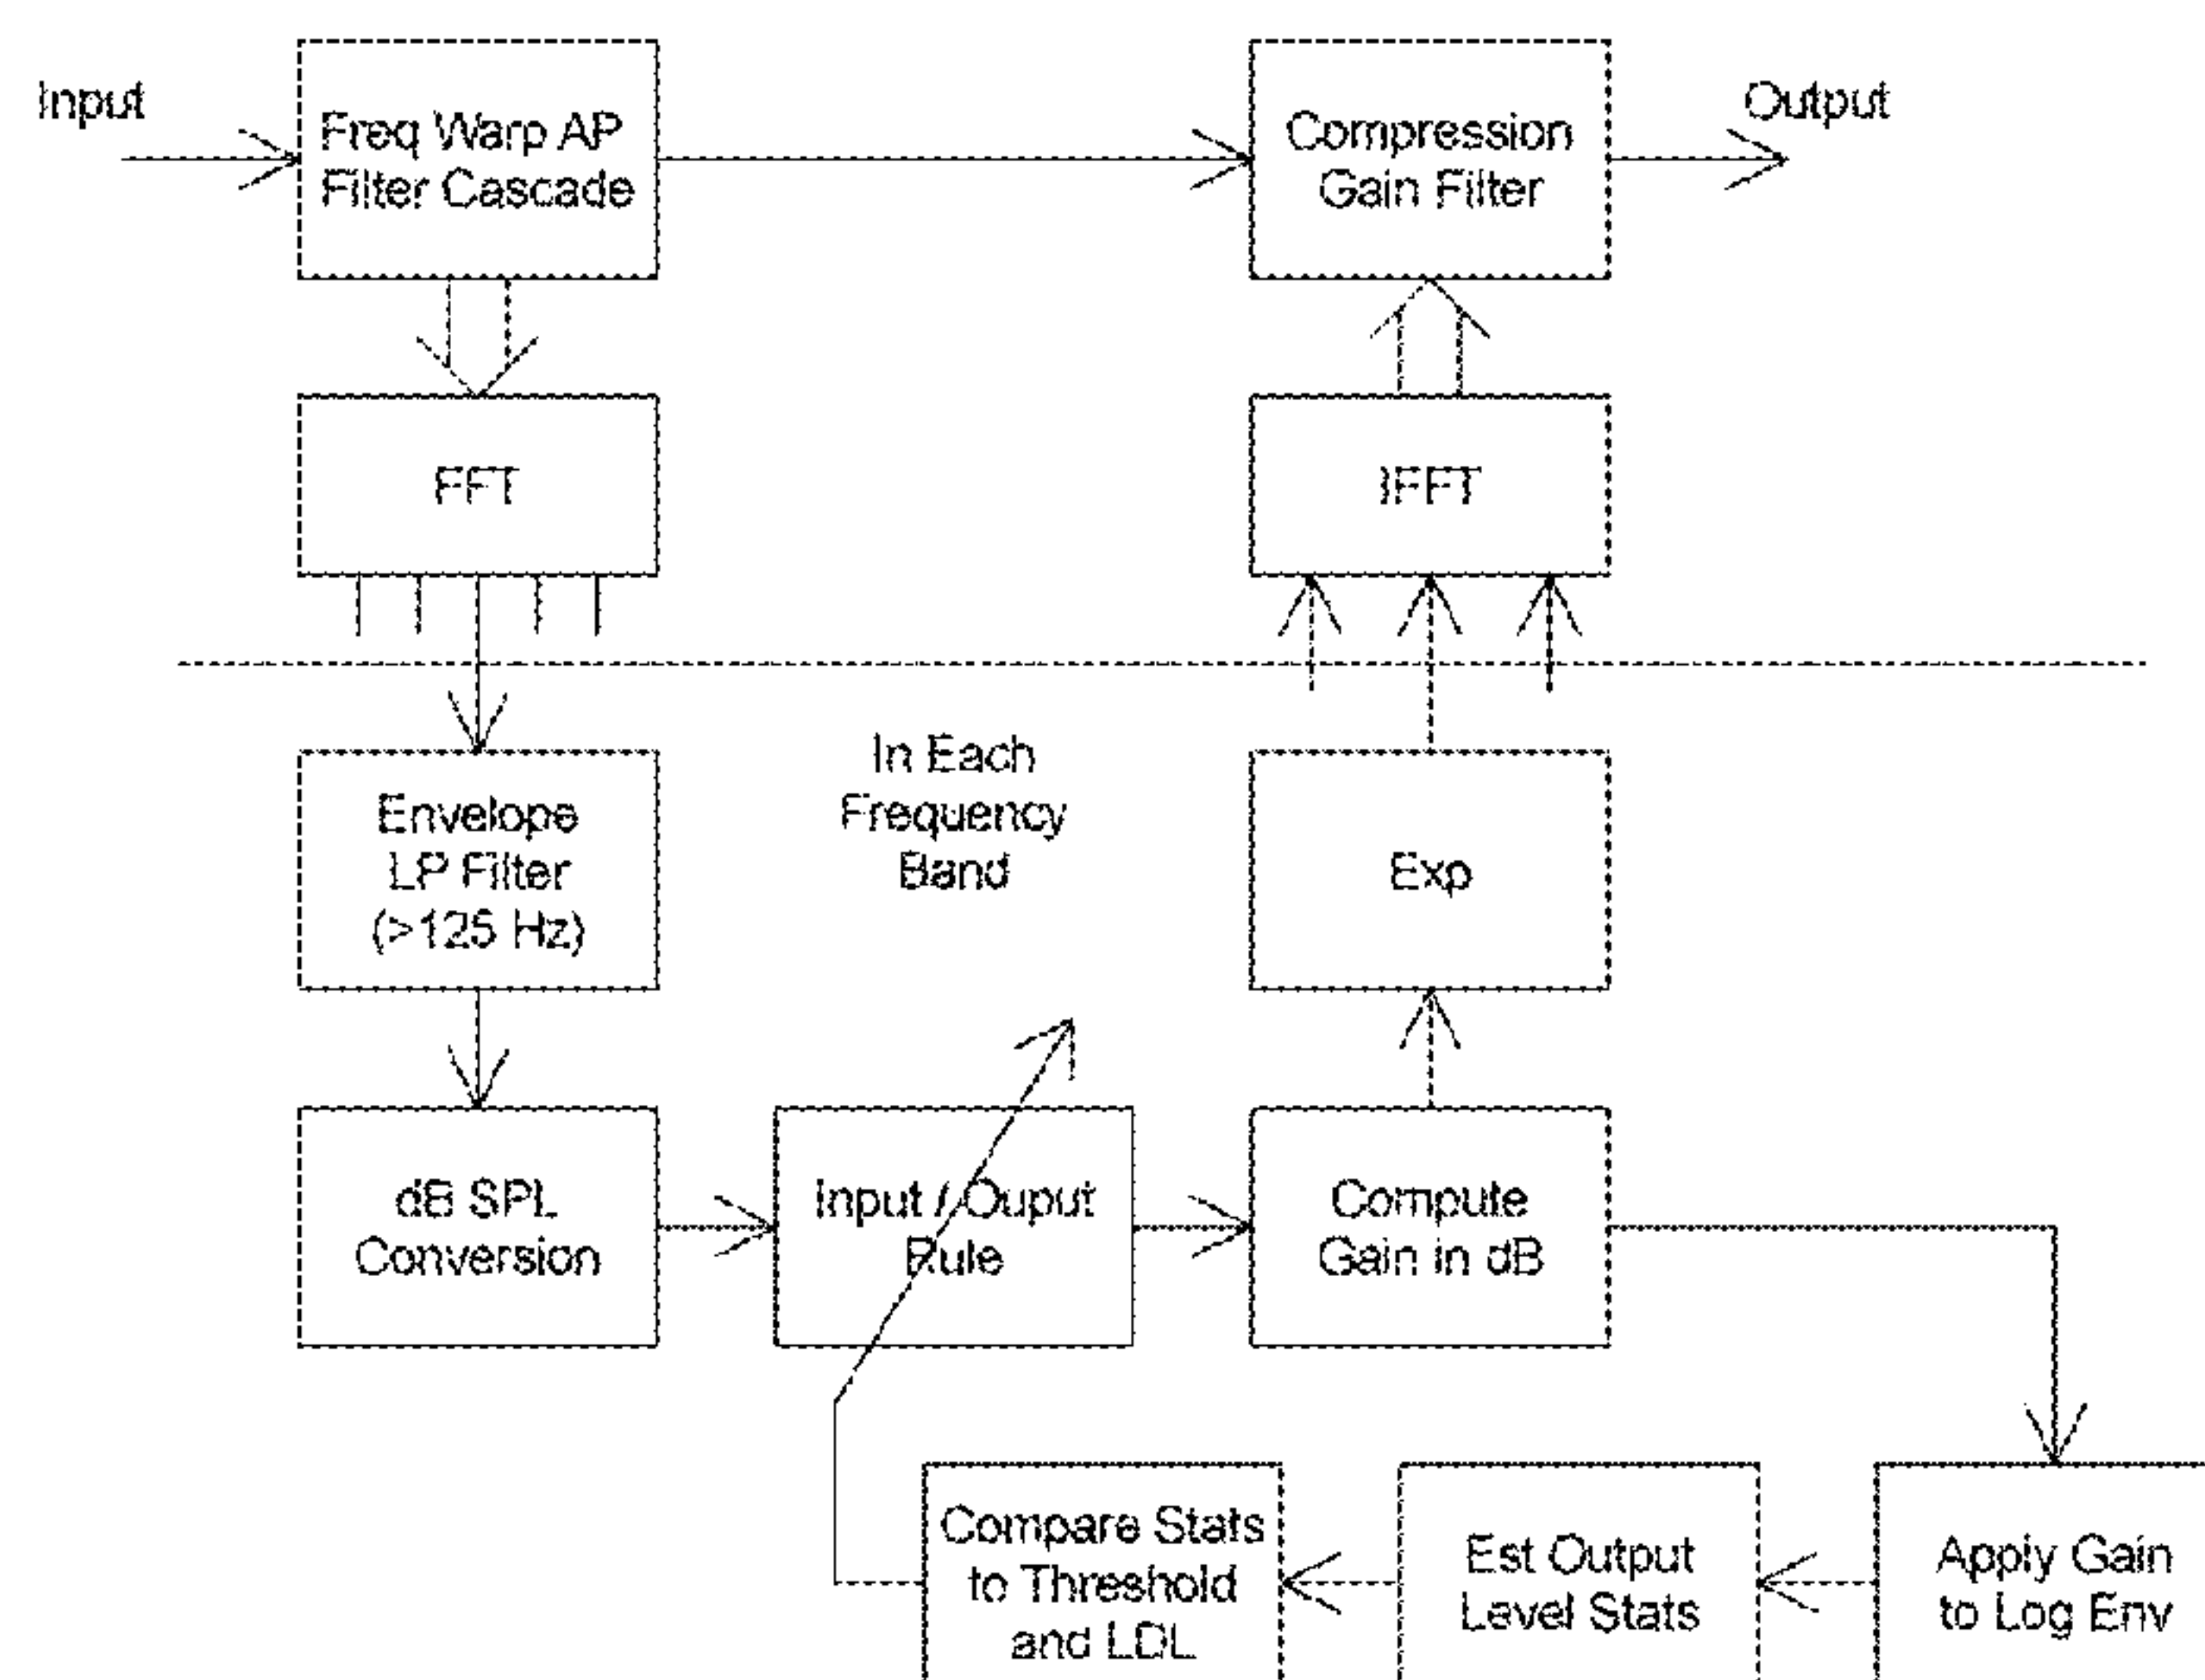 Input
Freq Warp AP
Filter Cascade
Compression
Gain Filter
Output
FFT
IFFT
Envelope
LP Filter
(>125 Hz)
In Each
Frequency
Band
Exp
dB SPL
Conversion
Input / Ouput
Rule
Compute
Gain in dB
Compare Stats
to Threshold
and LDL
Est Output
Level Stats
Apply Gain
to Log Env